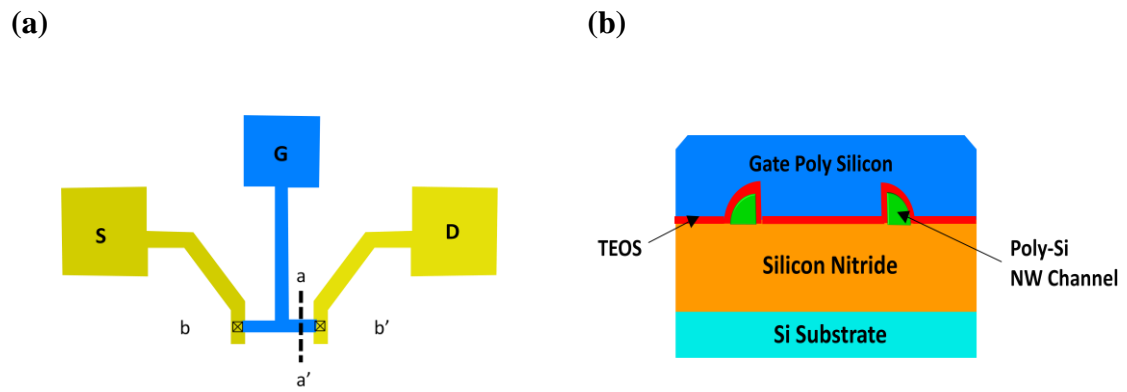 (a)
(b)
G
S
D
a
b
b’
a’
Gate Poly Silicon
TEOS
Poly-Si
NW Channel
Silicon Nitride
Si Substrate